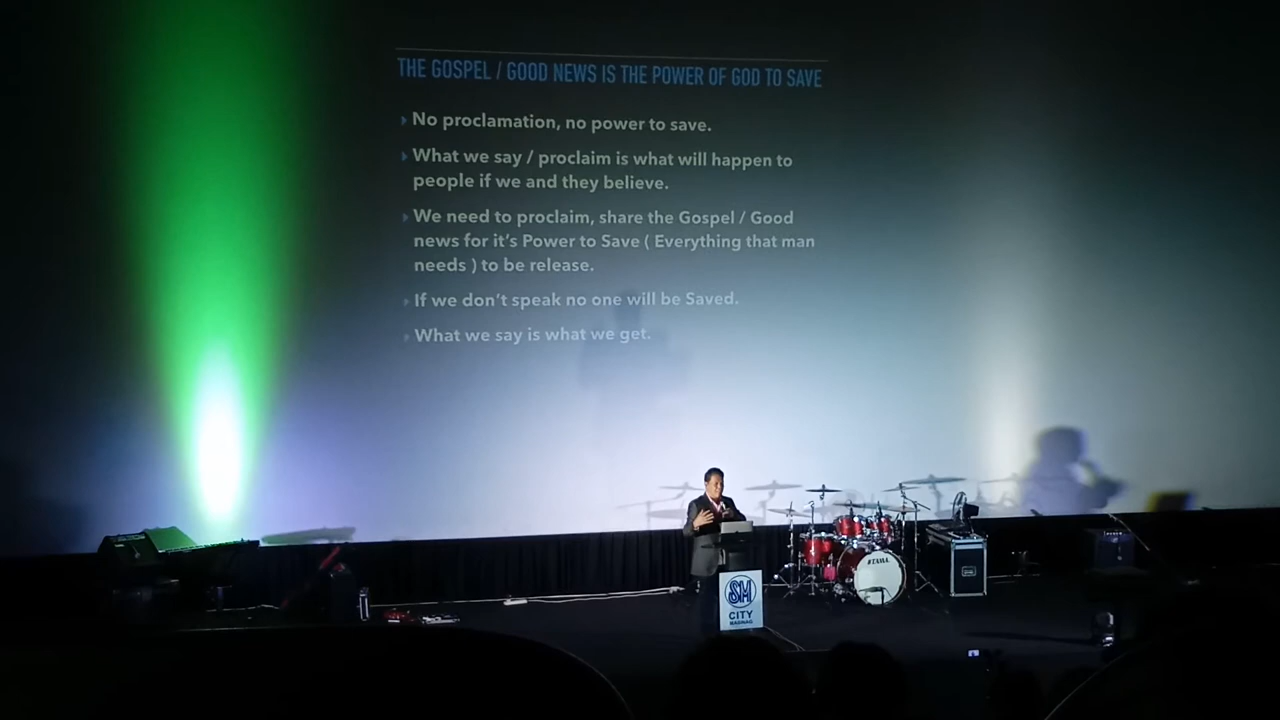 THE GOSPEL / GOOD NEWS IS THE POWER OF GOD TO SAVE
No proclamation, no power to save.
What we say / proclaim is what will happen to
people if we and they believe.
We need to proclaim, share the Gospel / Good
news for it's Power to Save ( Everything that man
needs ) to be release.
If we don't speak no one will be Saved.
What we say is what we get.
TAMA
SM
CITY
MASINAG